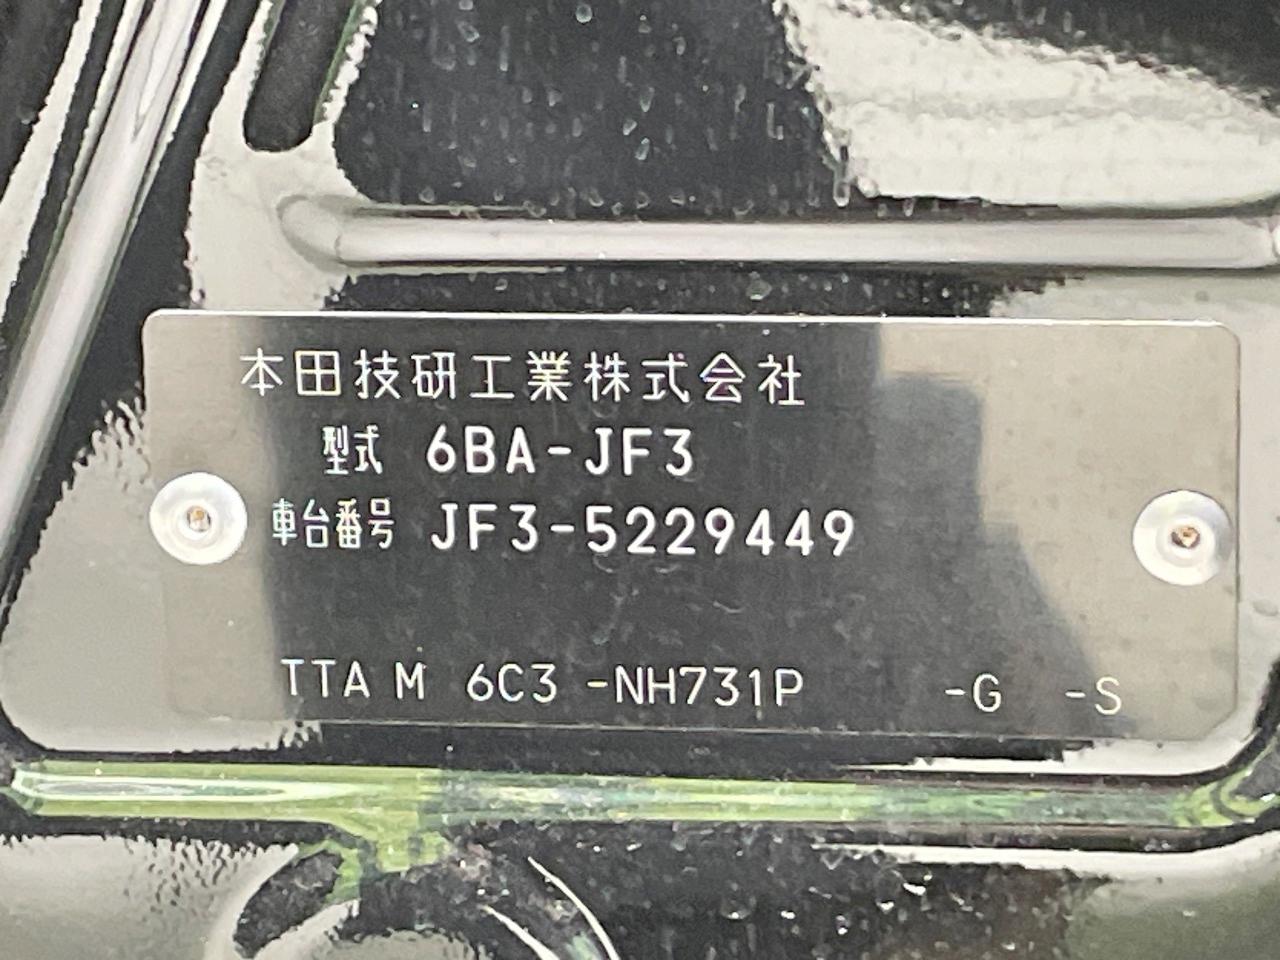 本田技研工業株式会社
型式 6BA-JF3
車台番号 JF3-5229449
TTA M 6C3 -NH731P -G -S